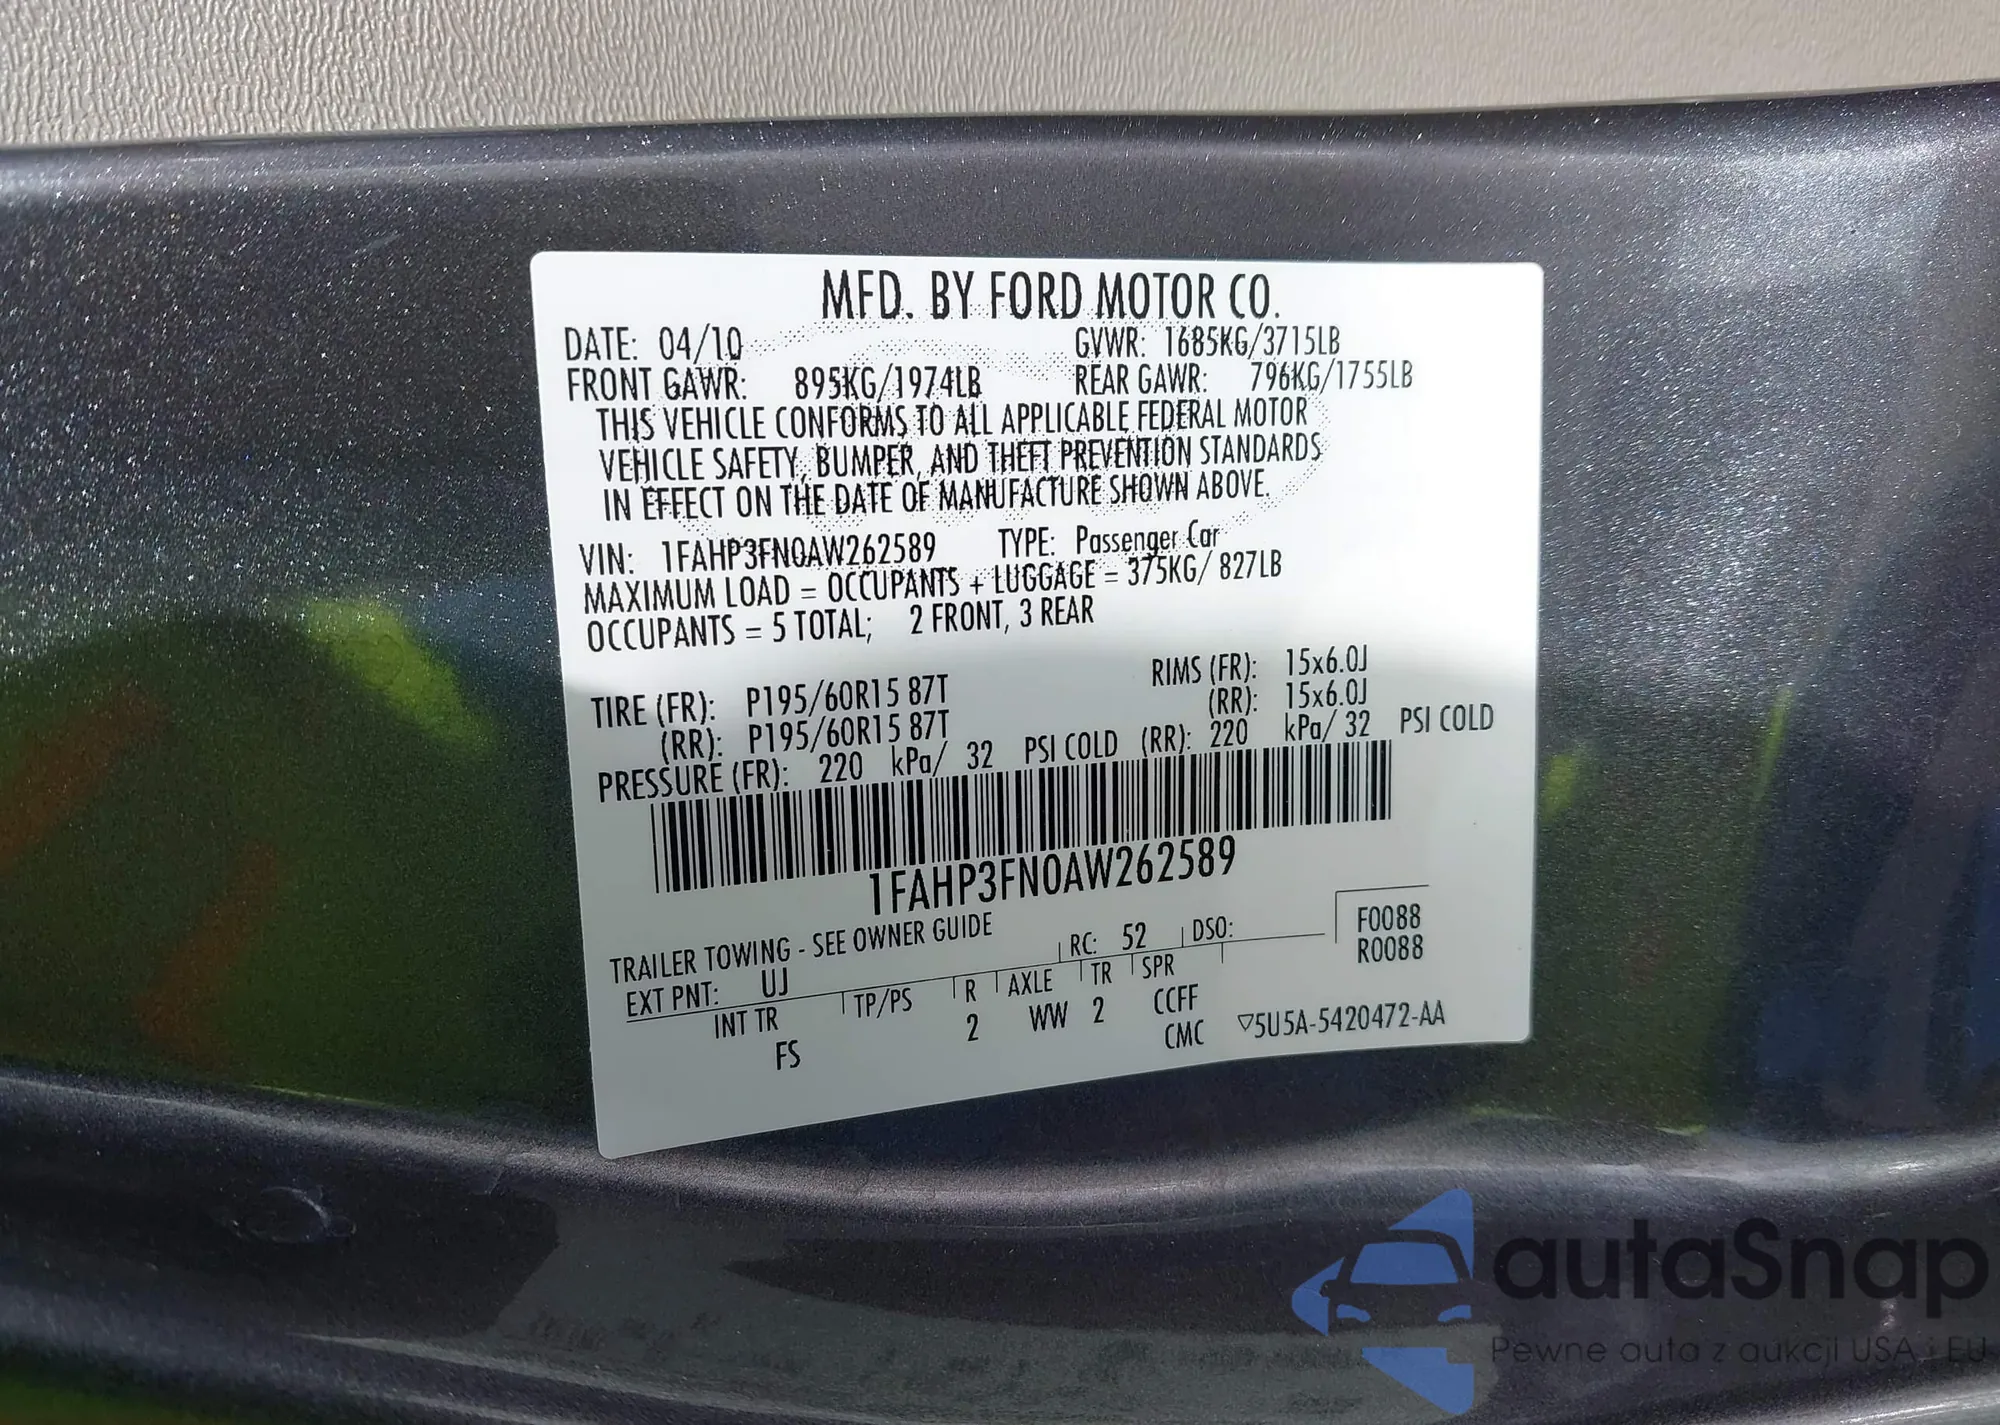 MFD. BY FORD MOTOR CO.
DATE: 04/10 GVWR: 1685KG/3715LB
FRONT GAWR: 895KG/1974LB REAR GAWR: 796KG/1755LB
THIS VEHICLE CONFORMS TO ALL APPLICABLE FEDERAL MOTOR
VEHICLE SAFETY, BUMPER, AND THEFT PREVENTION STANDARDS
IN EFFECT ON THE DATE OF MANUFACTURE SHOWN ABOVE.
VIN: 1FAHP3FN0AW262589 TYPE: Passenger Car
MAXIMUM LOAD = OCCUPANTS + LUGGAGE = 375KG/ 827LB
OCCUPANTS = 5 TOTAL; 2 FRONT, 3 REAR
TIRE (FR): P195/60R15 87T RIMS (FR): 15x6.0J
(RR): P195/60R15 87T (RR): 15x6.0J
PRESSURE (FR): 220 kPa/ 32 PSI COLD (RR): 220 kPa/ 32 PSI COLD
1FAHP3FN0AW262589
TRAILER TOWING - SEE OWNER GUIDE
RC: 52 DSO: F0088
R0088
EXT PNT: UJ
INT TR TP/PS R AXLE TR SPR
FS 2 WW 2 CCFF
CMC
▽5U5A-5420472-AA
autaSnap
Pewne auta z aukcji USA i EU